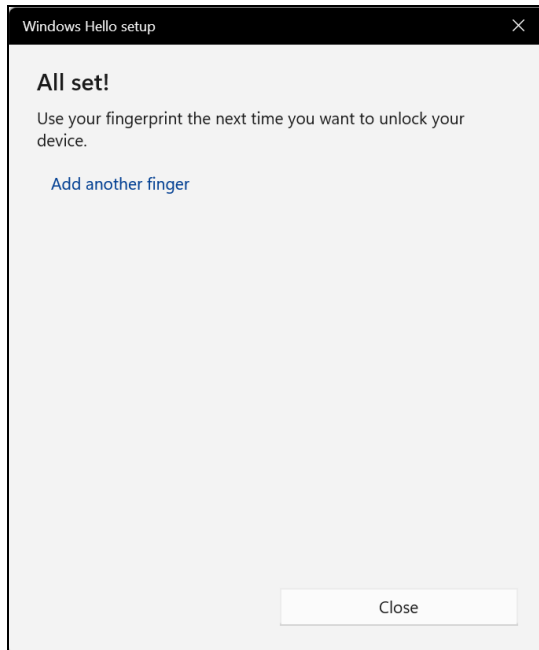 Windows Hello setup
All set!
Use your fingerprint the next time you want to unlock your
device.
Add another finger
Close